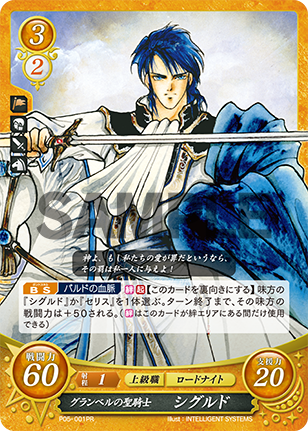 3
2
SAMPLE
神よ、もし私たちの愛が罪だというなら、
その罰は私一人に与えよ!
BS
バルドの血脈 絆 起 【このカードを裏向きにする】味方の
『シグルド』か『セリス』を1体選ぶ。ターン終了まで、その味方の
戦闘力は+50される。(絆はこのカードが絆エリアにある間だけ使用
できる)
戦闘力
60
射程 1
上級職
ロードナイト
支援力
20
グランベルの聖騎士 シグルド
P05-001PR
Illust:INTELLIGENT SYSTEMS